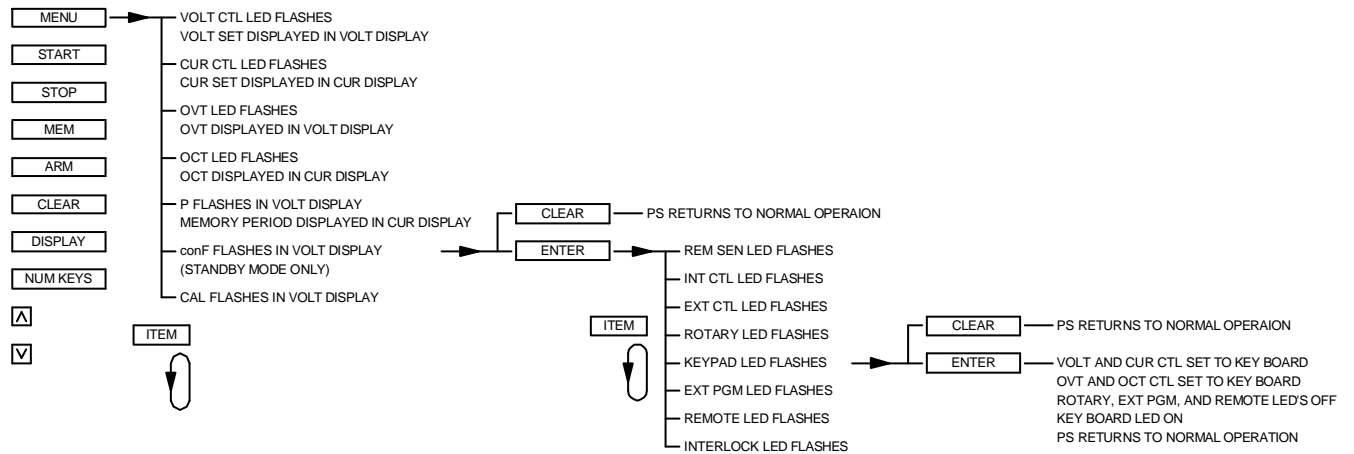 MENU
START
STOP
MEM
ARM
CLEAR
DISPLAY
NUM KEYS
VOLT CTL LED FLASHES
VOLT SET DISPLAYED IN VOLT DISPLAY
CUR CTL LED FLASHES
CUR SET DISPLAYED IN CUR DISPLAY
OVT LED FLASHES
OVT DISPLAYED IN VOLT DISPLAY
OCT LED FLASHES
OCT DISPLAYED IN CUR DISPLAY
P FLASHES IN VOLT DISPLAY
MEMORY PERIOD DISPLAYED IN CUR DISPLAY
conF FLASHES IN VOLT DISPLAY
(STANDBY MODE ONLY)
CAL FLASHES IN VOLT DISPLAY
ITEM
CLEAR
PS RETURNS TO NORMAL OPERAION
ENTER
REM SEN LED FLASHES
INT CTL LED FLASHES
EXT CTL LED FLASHES
ROTARY LED FLASHES
KEYPAD LED FLASHES
EXT PGM LED FLASHES
REMOTE LED FLASHES
INTERLOCK LED FLASHES
ITEM
CLEAR
PS RETURNS TO NORMAL OPERAION
ENTER
VOLT AND CUR CTL SET TO KEY BOARD
OVT AND OCT CTL SET TO KEY BOARD
ROTARY, EXT PGM, AND REMOTE LED'S OFF
KEY BOARD LED ON
PS RETURNS TO NORMAL OPERATION